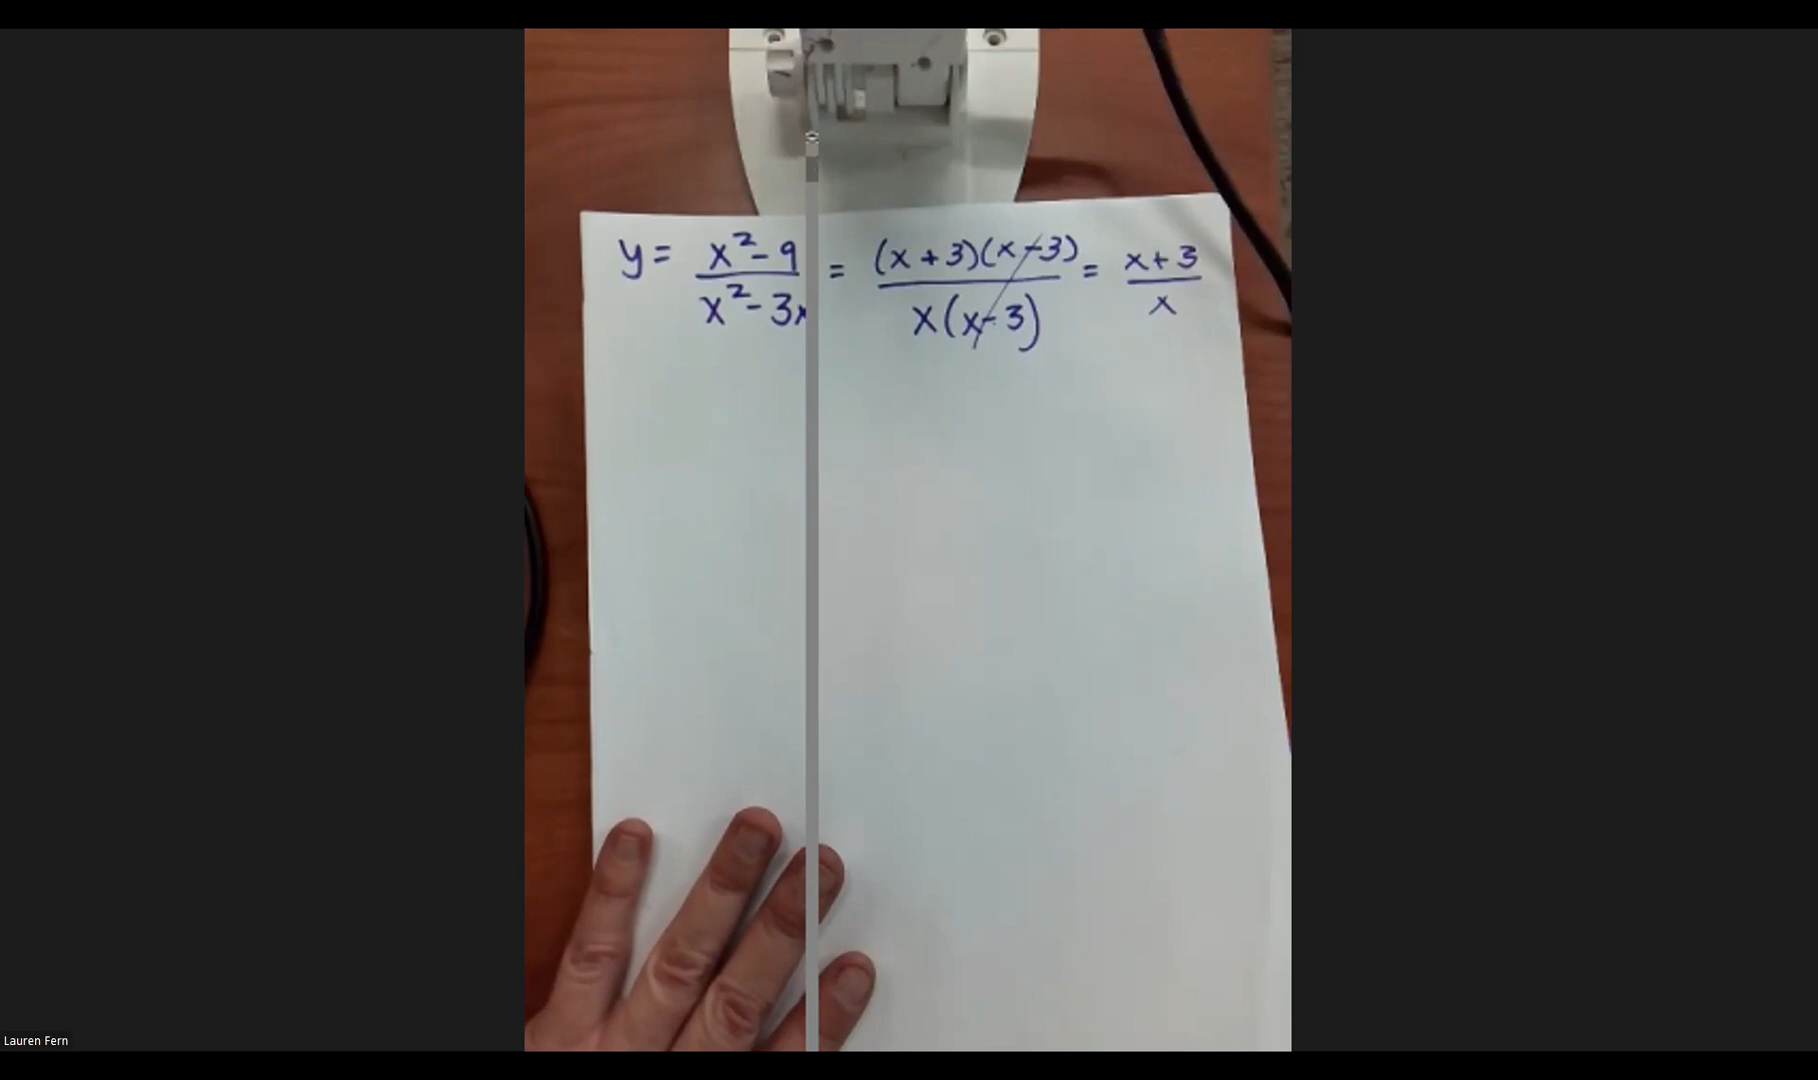 y = x² - 9 / x² - 3x = (x + 3)(x - 3) / x(x - 3) = x + 3 / x
Lauren Fern